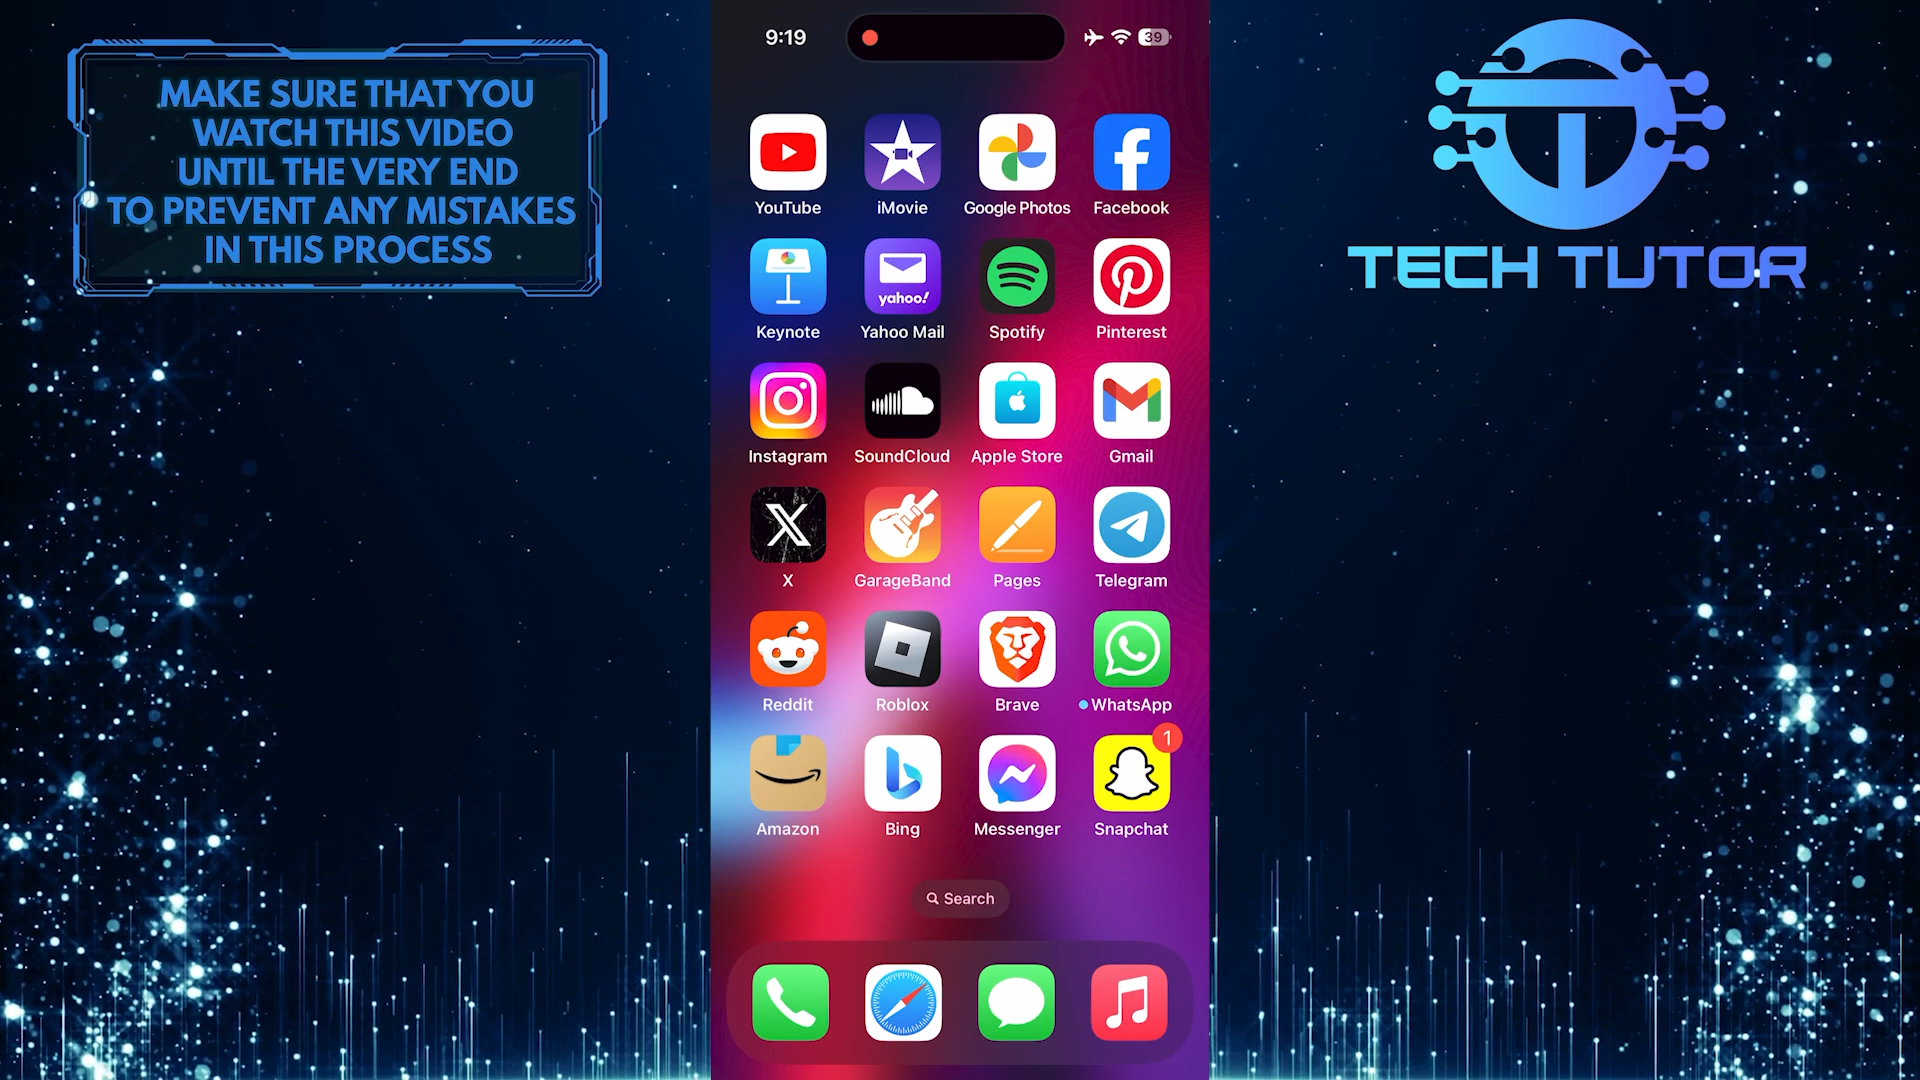 MAKE SURE THAT YOU
WATCH THIS VIDEO
UNTIL THE VERY END
TO PREVENT ANY MISTAKES
IN THIS PROCESS
9:19
39
TECH TUTOR
YouTube iMovie Google Photos Facebook
yahoo!
Keynote Yahoo Mail Spotify Pinterest
Instagram SoundCloud Apple Store Gmail
X GarageBand Pages Telegram
Reddit Roblox Brave WhatsApp
1
Amazon Bing Messenger Snapchat
Search